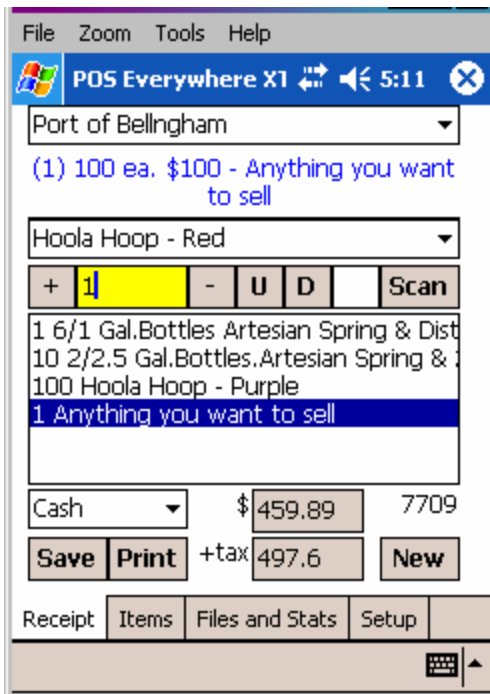 File Zoom Tools Help
POS Everywhere XT 5:11
Port of Bellngham
(1) 100 ea. $100 - Anything you want
to sell
Hoola Hoop - Red
+ 1 - U D Scan
1 6/1 Gal.Bottles Artesian Spring & Dist
10 2/2.5 Gal.Bottles.Artesian Spring &
100 Hoola Hoop - Purple
1 Anything you want to sell
Cash $ 459.89 7709
Save Print +tax 497.6 New
Receipt Items Files and Stats Setup